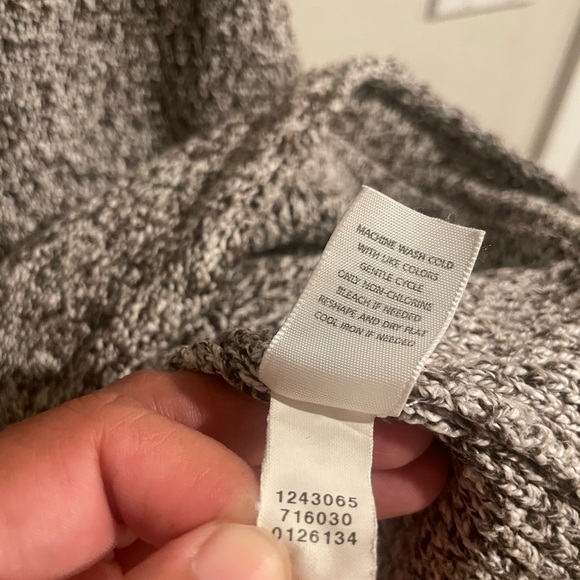 MACHINE WASH COLD
WITH LIKE COLORS
GENTLE CYCLE
ONLY NON-CHLORINE
BLEACH IF NEEDED
RESHAPE AND DRY FLAT
COOL IRON IF NEEDED
1243065
716030
0126134